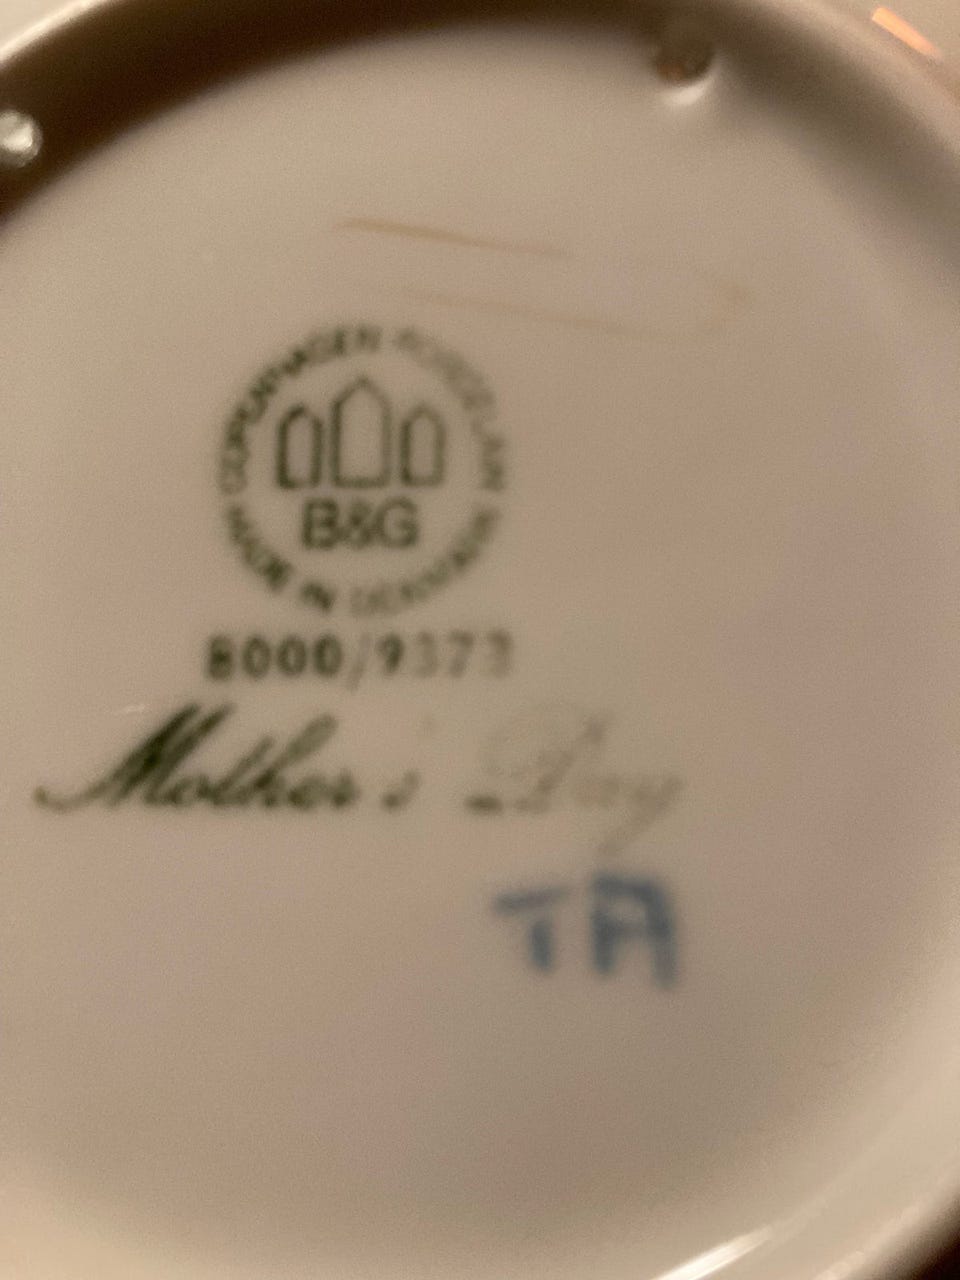 COPENHAGEN PORCELAIN
B&G
MADE IN DENMARK
8000/9373
Mother's Day
TA